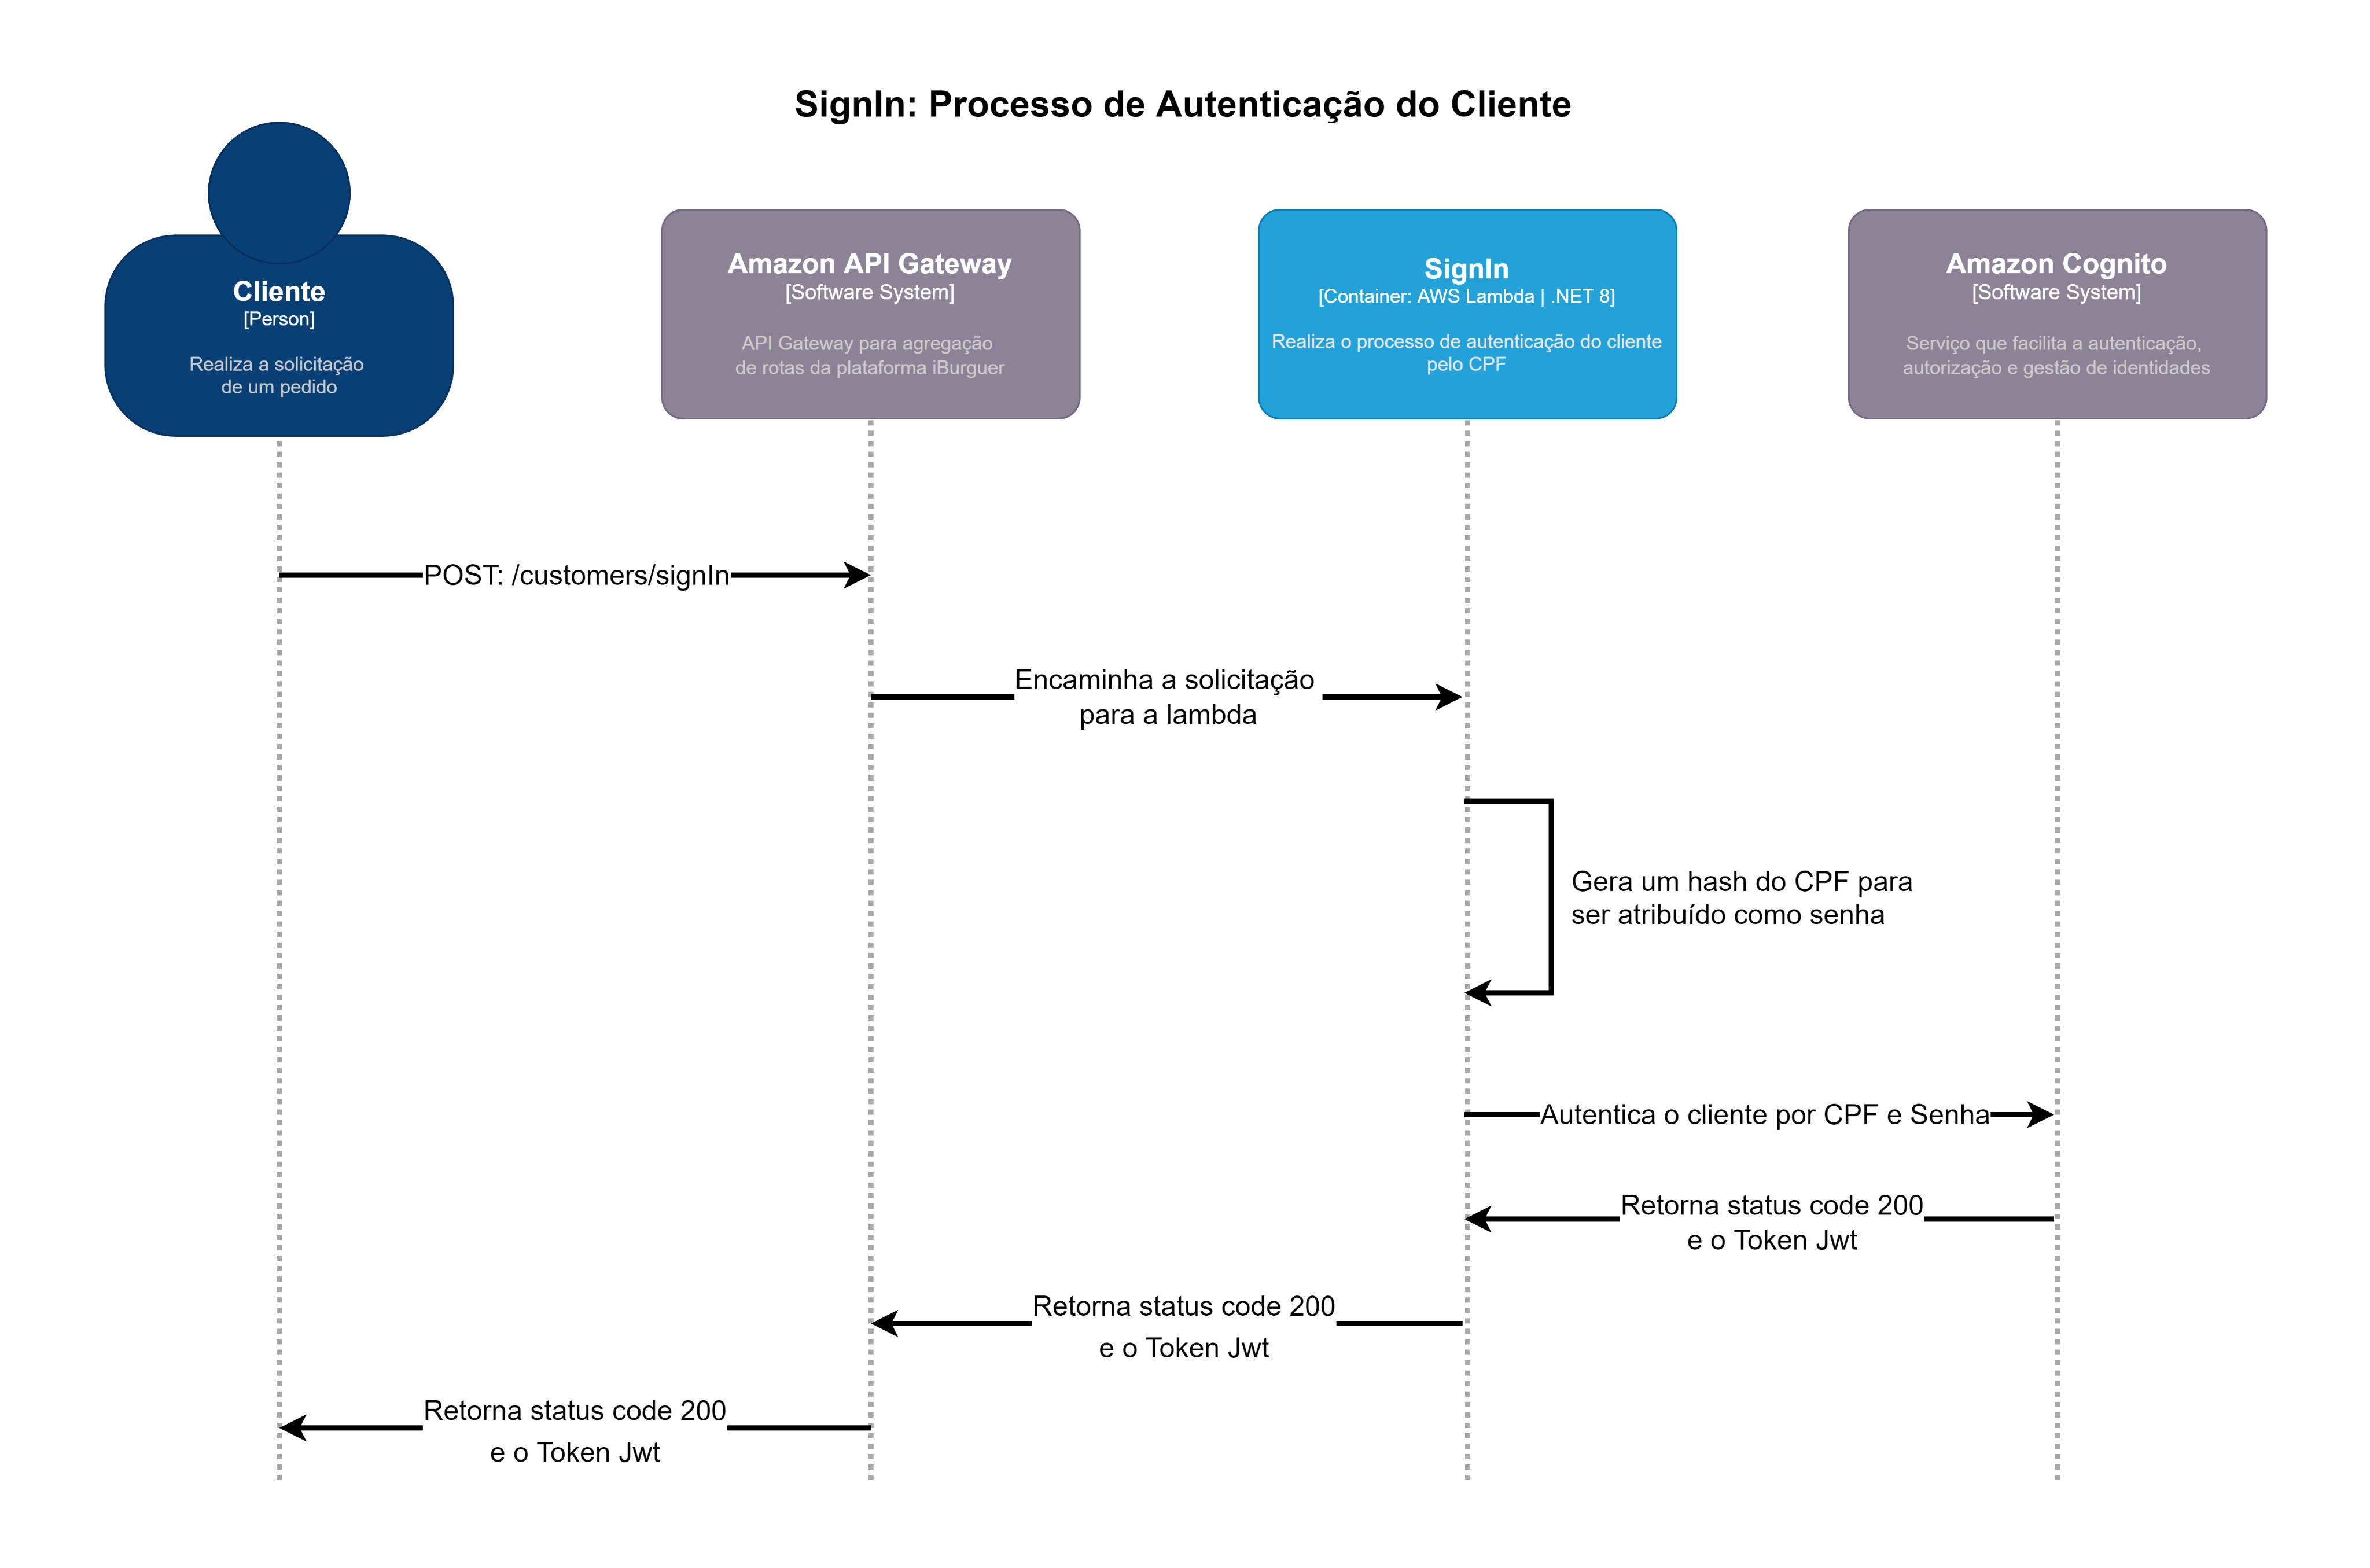 SignIn: Processo de Autenticação do Cliente
Cliente
[Person]
Realiza a solicitação
de um pedido
Amazon API Gateway
[Software System]
API Gateway para agregação
de rotas da plataforma iBurguer
SignIn
[Container: AWS Lambda | .NET 8]
Realiza o processo de autenticação do cliente
pelo CPF
Amazon Cognito
[Software System]
Serviço que facilita a autenticação,
autorização e gestão de identidades
POST: /customers/signIn
Encaminha a solicitação
para a lambda
Gera um hash do CPF para
ser atribuído como senha
Autentica o cliente por CPF e Senha
Retorna status code 200
e o Token Jwt
Retorna status code 200
e o Token Jwt
Retorna status code 200
e o Token Jwt